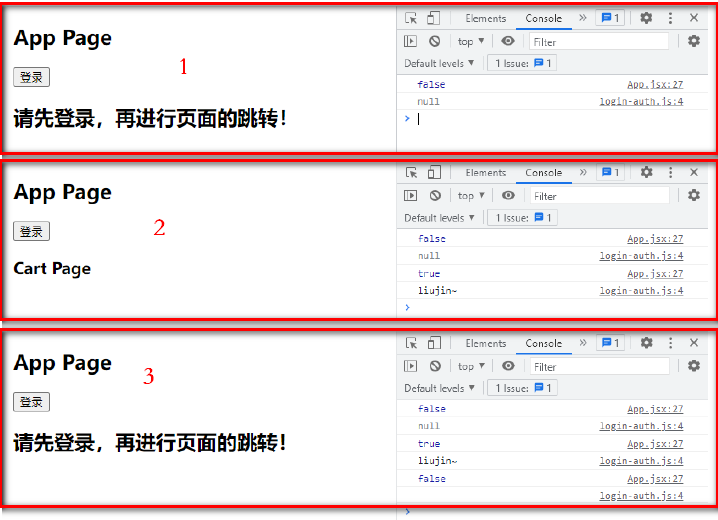 App Page
登录
请先登录，再进行页面的跳转！
1
Elements Console » 1
top ▼ Filter
Default levels ▼ 1 Issue: 1
false App.jsx:27
null login-auth.js:4
>
App Page
登录
Cart Page
2
Elements Console » 1
top ▼ Filter
Default levels ▼ 1 Issue: 1
false App.jsx:27
null login-auth.js:4
true App.jsx:27
liujin~ login-auth.js:4
>
App Page
登录
请先登录，再进行页面的跳转！
3
Elements Console » 1
top ▼ Filter
Default levels ▼ 1 Issue: 1
false App.jsx:27
null login-auth.js:4
true App.jsx:27
liujin~ login-auth.js:4
false App.jsx:27
login-auth.js:4
>